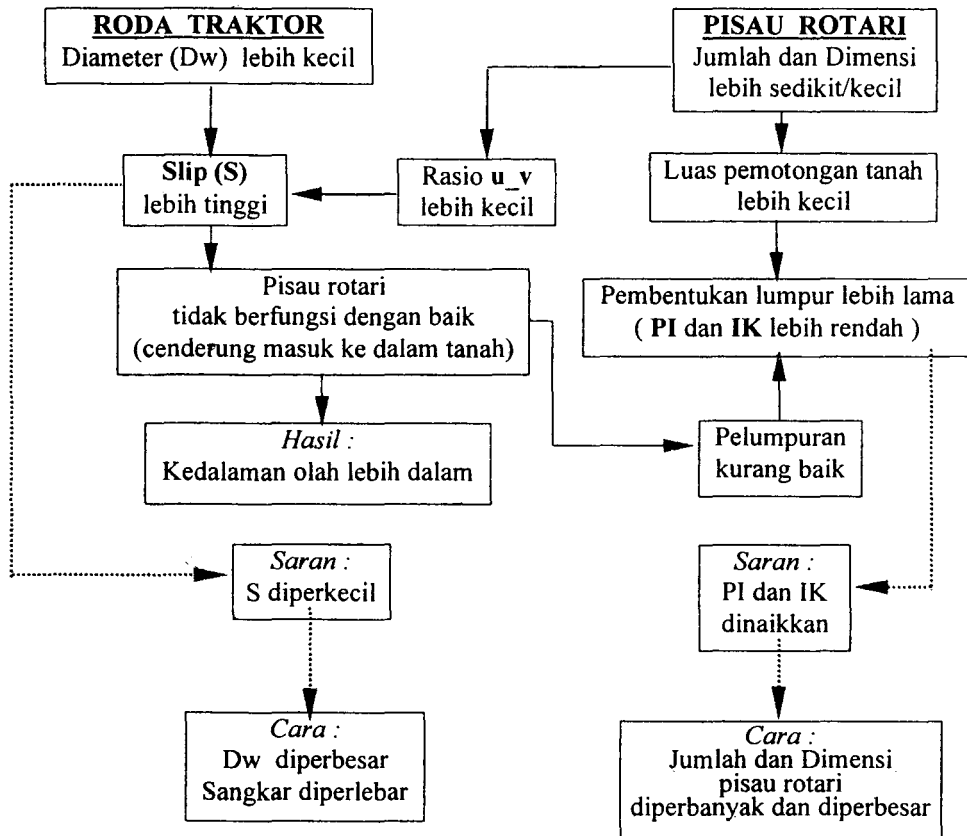 RODA TRAKTOR
Diameter (Dw) lebih kecil
PISAU ROTARI
Jumlah dan Dimensi
lebih sedikit/kecil
Slip (S)
lebih tinggi
Rasio u_v
lebih kecil
Luas pemotongan tanah
lebih kecil
Pisau rotari
tidak berfungsi dengan baik
(cenderung masuk ke dalam tanah)
Pembentukan lumpur lebih lama
( PI dan IK lebih rendah )
Hasil :
Kedalaman olah lebih dalam
Pelumpuran
kurang baik
Saran :
S diperkecil
Saran :
PI dan IK
dinaikkan
Cara :
Dw diperbesar
Sangkar diperlebar
Cara :
Jumlah dan Dimensi
pisau rotari
diperbanyak dan diperbesar